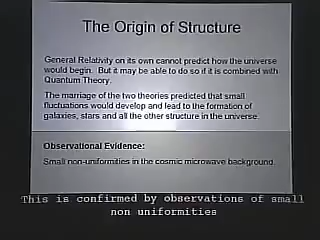 The Origin of Structure
General Relativity on its own cannot predict how the universe
would begin. But it may be able to do so if it is combined with
Quantum Theory.
The marriage of the two theories predicted that small
fluctuations would develop and lead to the formation of
galaxies, stars and all the other structure in the universe.
Observational Evidence:
Small non-uniformities in the cosmic microwave background.
This is confirmed by observations of small
non uniformities